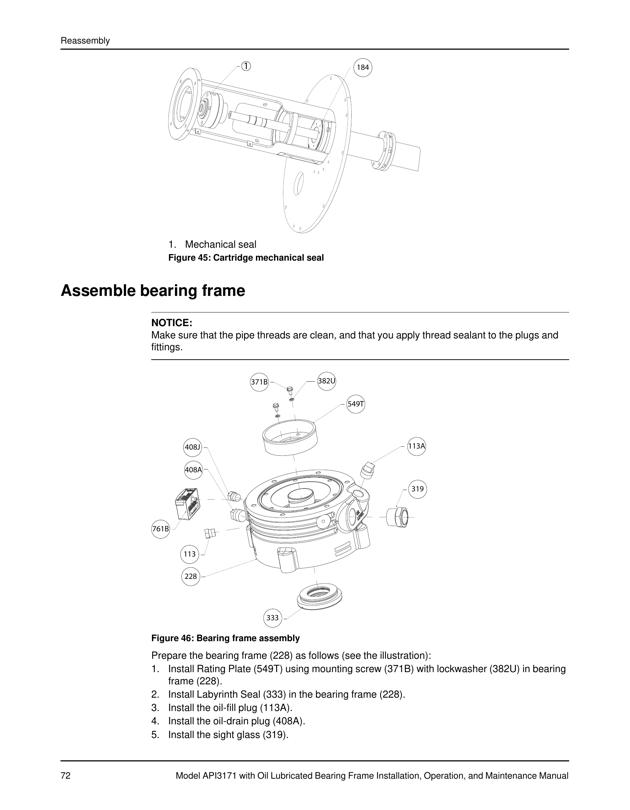 Reassembly
1
184
1. Mechanical seal
Figure 45: Cartridge mechanical seal
Assemble bearing frame
NOTICE:
Make sure that the pipe threads are clean, and that you apply thread sealant to the plugs and
fittings.
371B
382U
549T
408J
113A
408A
319
761B
113
228
333
Figure 46: Bearing frame assembly
Prepare the bearing frame (228) as follows (see the illustration):
1. Install Rating Plate (549T) using mounting screw (371B) with lockwasher (382U) in bearing
frame (228).
2. Install Labyrinth Seal (333) in the bearing frame (228).
3. Install the oil-fill plug (113A).
4. Install the oil-drain plug (408A).
5. Install the sight glass (319).
72 Model API3171 with Oil Lubricated Bearing Frame Installation, Operation, and Maintenance Manual